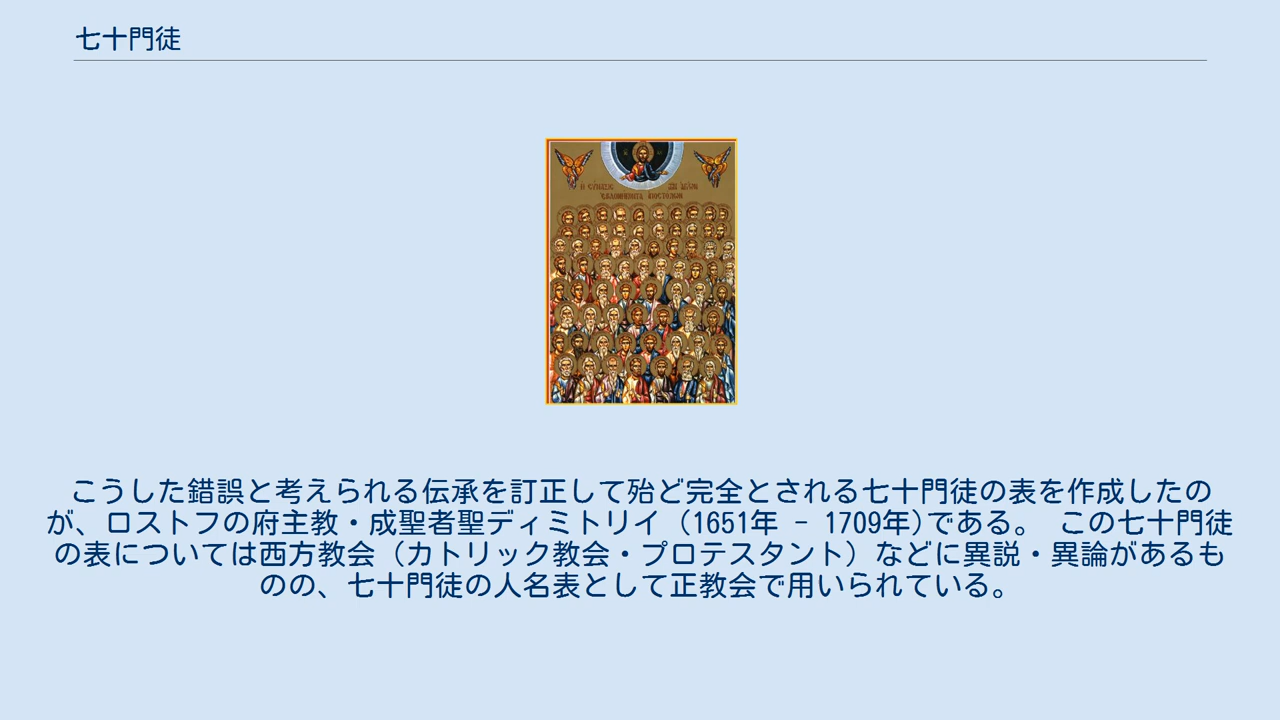 七十門徒
こうした錯誤と考えられる伝承を訂正して殆ど完全とされる七十門徒の表を作成したの
が、ロストフの府主教・成聖者聖ディミトリイ (1651年 - 1709年)である。 この七十門徒
の表については西方教会（カトリック教会・プロテスタント）などに異説・異論があるも
のの、七十門徒の人名表として正教会で用いられている。